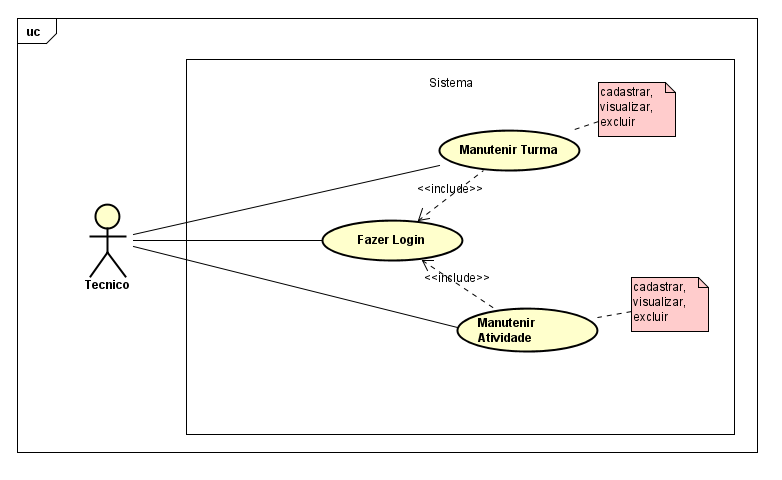 uc
Sistema
cadastrar,
visualizar,
excluir
Manutenir Turma
<<include>>
Fazer Login
Tecnico
<<include>>
cadastrar,
visualizar,
excluir
Manutenir
Atividade